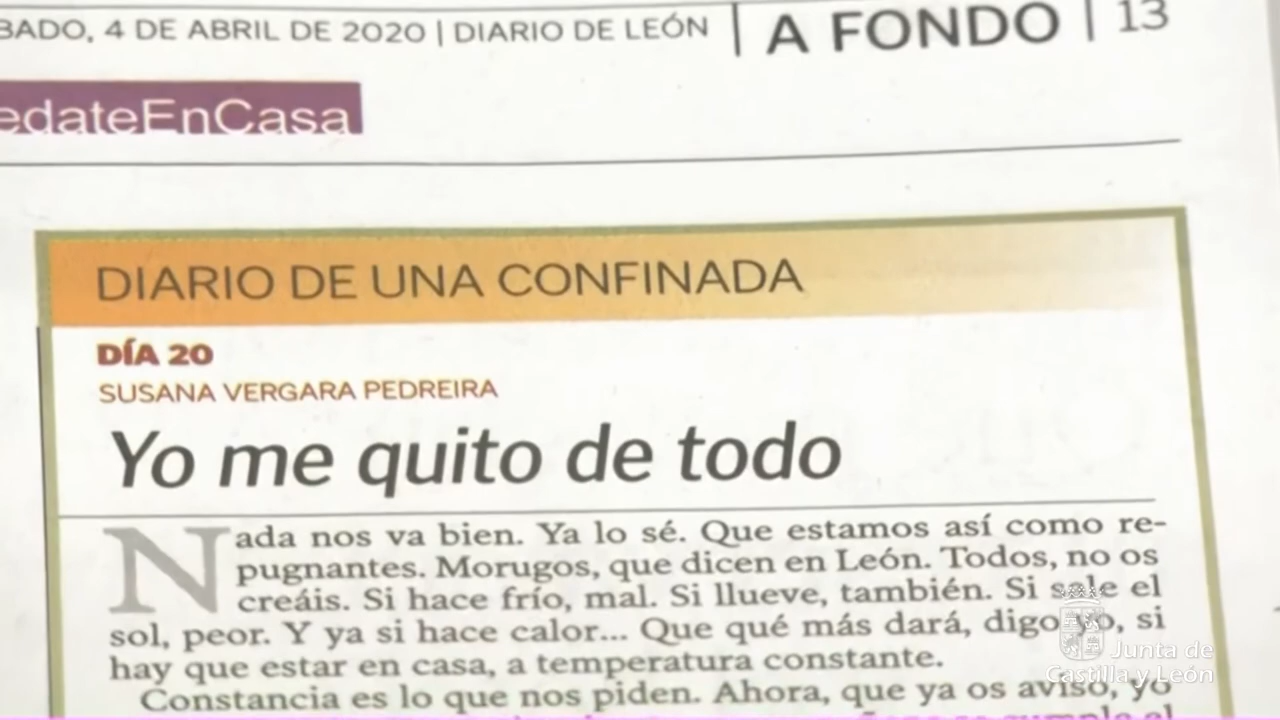 BADO, 4 DE ABRIL DE 2020 | DIARIO DE LEÓN | A FONDO | 13
edateEnCasa
DIARIO DE UNA CONFINADA
DÍA 20
SUSANA VERGARA PEDREIRA
Yo me quito de todo
Nada nos va bien. Ya lo sé. Que estamos así como re-
pugnantes. Morugos, que dicen en León. Todos, no os
creáis. Si hace frío, mal. Si llueve, también. Si sale el
sol, peor. Y ya si hace calor... Que qué más dará, digo yo, si
hay que estar en casa, a temperatura constante.
Constancia es lo que nos piden. Ahora, que ya os aviso, yo
Junta de
Castilla y León